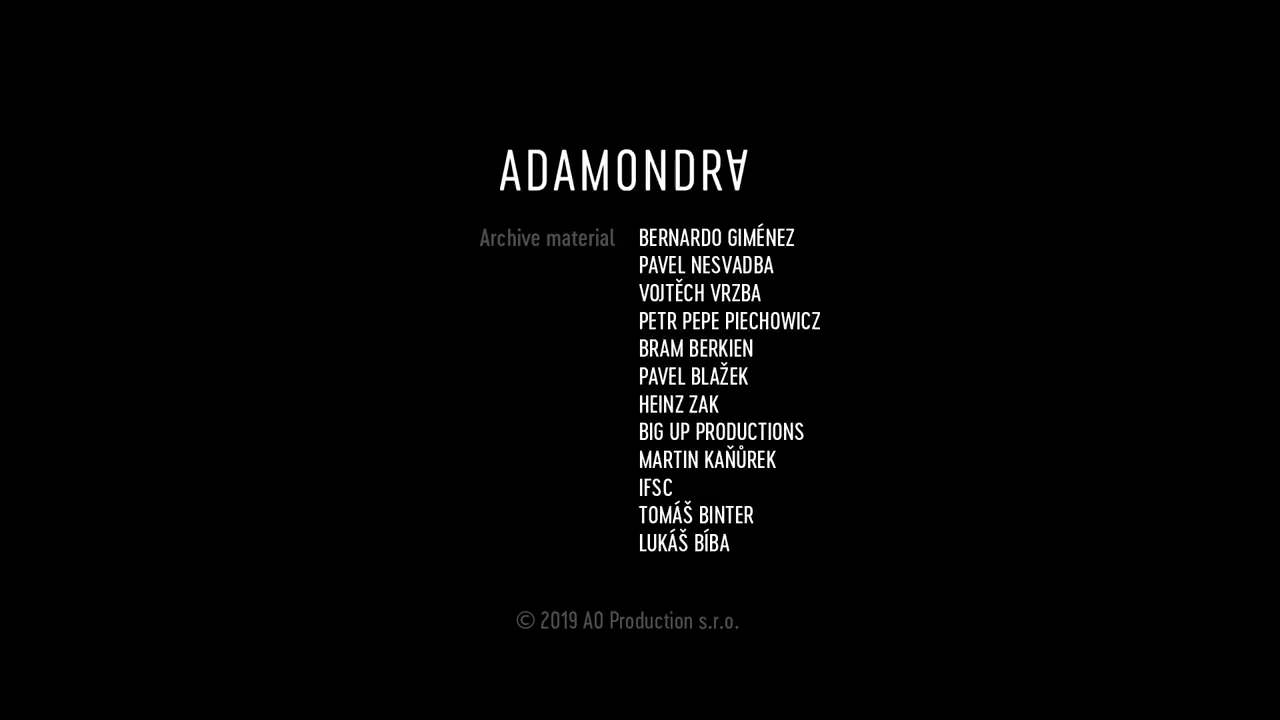 ADAMONDRA
Archive material BERNARDO GIMÉNEZ
PAVEL NESVADBA
VOJTĚCH VRZBA
PETR PEPE PIECHOWICZ
BRAM BERKIEN
PAVEL BLAŽEK
HEINZ ZAK
BIG UP PRODUCTIONS
MARTIN KAŇŮREK
IFSC
TOMÁŠ BINTER
LUKÁŠ BÍBA
© 2019 AO Production s.r.o.